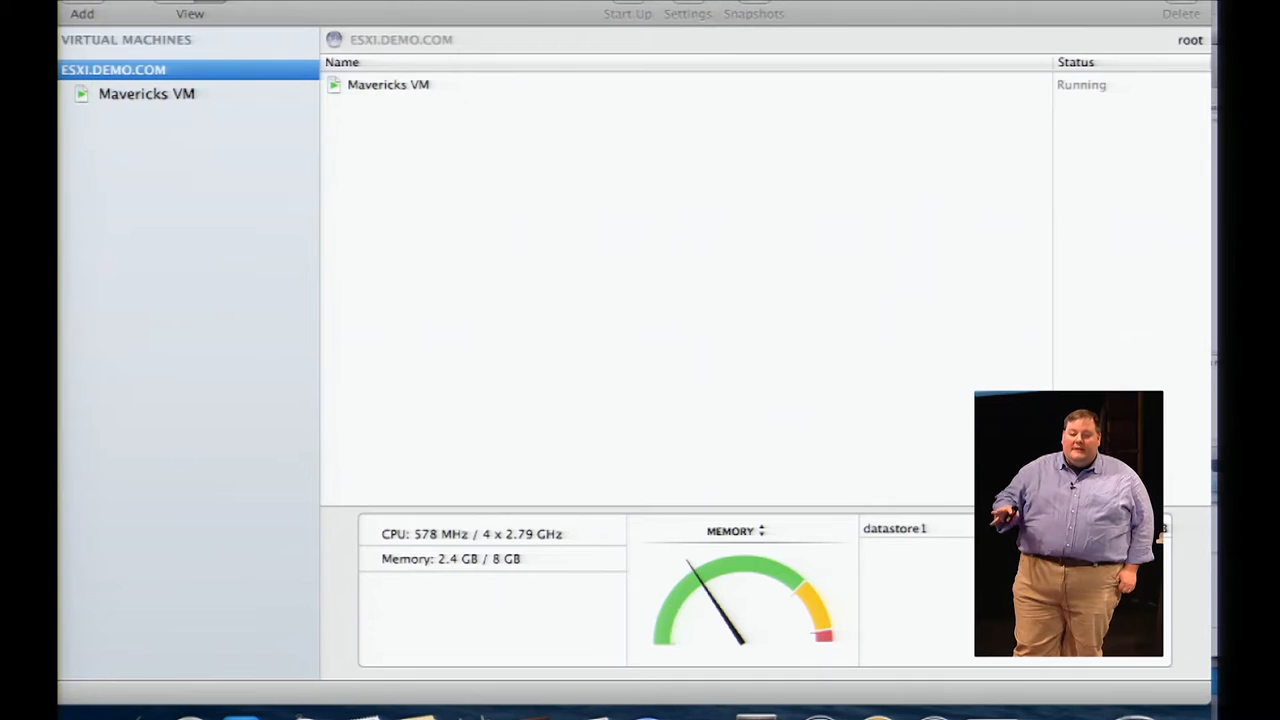 Add View Start Up Settings Snapshots Delete
VIRTUAL MACHINES ESXI.DEMO.COM root
ESXI.DEMO.COM
Name Status
Mavericks VM
Mavericks VM Running
CPU: 578 MHz / 4 x 2.79 GHz
Memory: 2.4 GB / 8 GB
MEMORY
datastore1